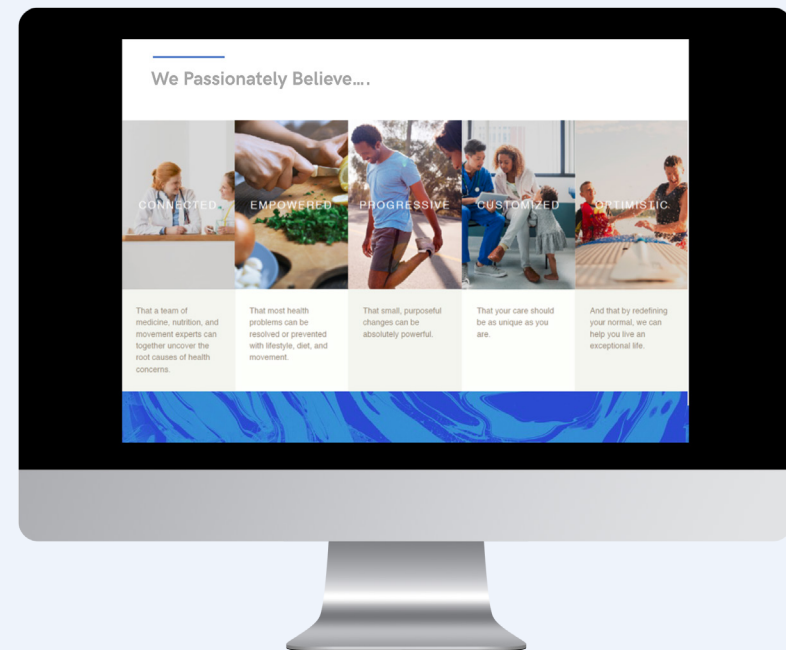 We Passionately Believe....
CONNECTED
EMPOWERED
PROGRESSIVE
CUSTOMIZED
OPTIMISTIC
That a team of
medicine, nutrition, and
movement experts can
together uncover the
root causes of health
concerns.
That most health
problems can be
resolved or prevented
with lifestyle, diet, and
movement.
That small, purposeful
changes can be
absolutely powerful.
That your care should
be as unique as you
are.
And that by redefining
your normal, we can
help you live an
exceptional life.